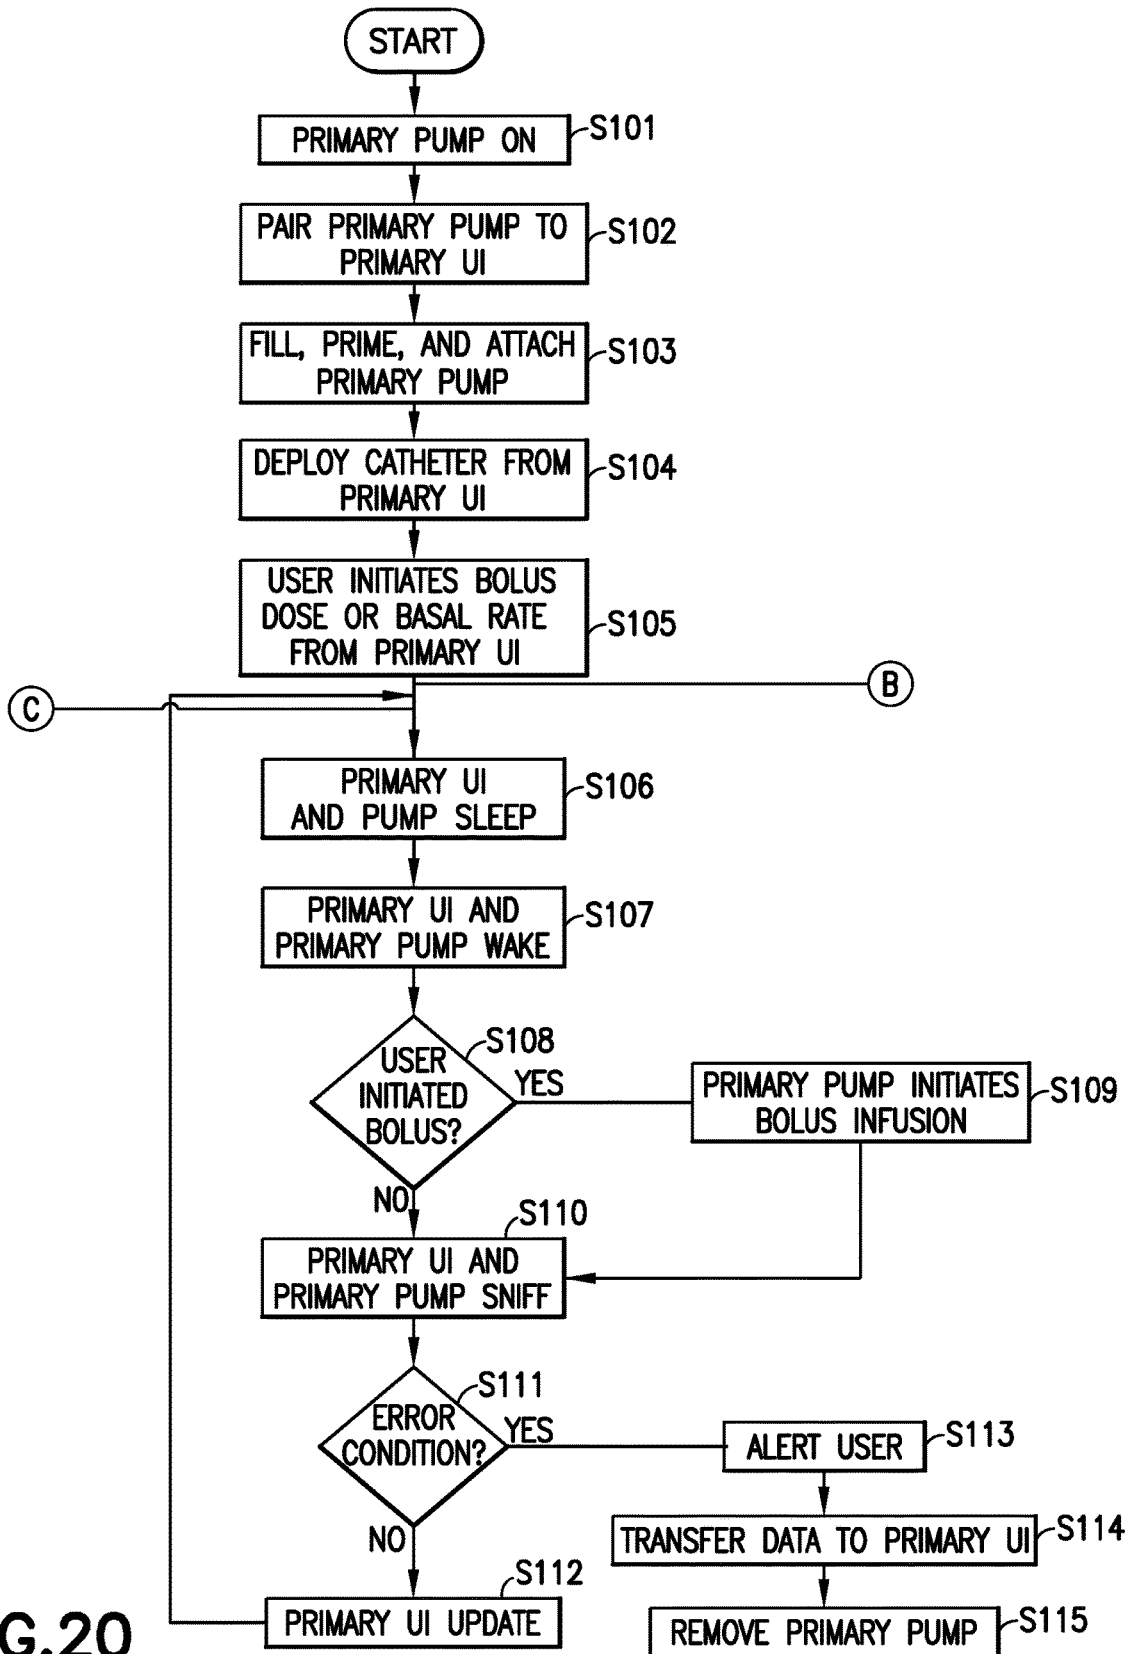 START
PRIMARY PUMP ON
S101
PAIR PRIMARY PUMP TO
PRIMARY UI
S102
FILL, PRIME, AND ATTACH
PRIMARY PUMP
S103
DEPLOY CATHETER FROM
PRIMARY UI
S104
USER INITIATES BOLUS
DOSE OR BASAL RATE
FROM PRIMARY UI
S105
B
C
PRIMARY UI
AND PUMP SLEEP
S106
PRIMARY UI AND
PRIMARY PUMP WAKE
S107
USER
INITIATED
BOLUS?
S108
YES
PRIMARY PUMP INITIATES
BOLUS INFUSION
S109
NO
S110
PRIMARY UI AND
PRIMARY PUMP SNIFF
ERROR
CONDITION?
S111
YES
ALERT USER
S113
NO
TRANSFER DATA TO PRIMARY UI
S114
S112
PRIMARY UI UPDATE
REMOVE PRIMARY PUMP
S115
G.20